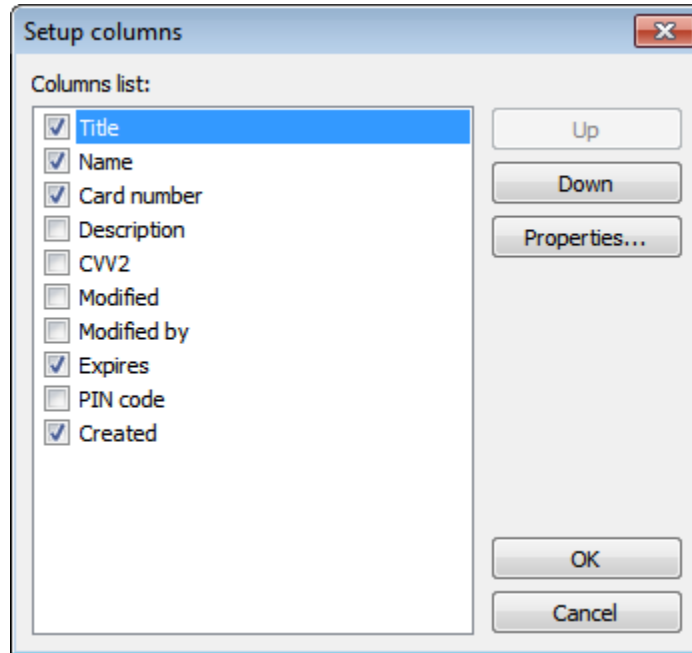 Setup columns
Columns list:
Title
Name
Card number
Description
CVV2
Modified
Modified by
Expires
PIN code
Created
Up
Down
Properties...
OK
Cancel